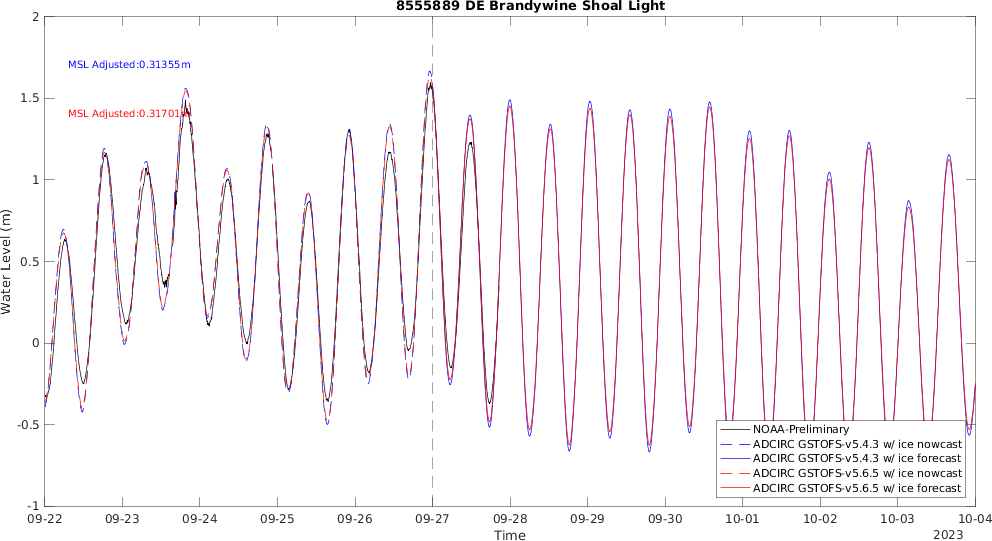 8555889 DE Brandywine Shoal Light
MSL Adjusted:0.31355m
MSL Adjusted:0.31701
Water Level (m)
2
1.5
1
0.5
0
-0.5
-1
NOAA-Preliminary
ADCIRC GSTOFS-v5.4.3 w/ ice nowcast
ADCIRC GSTOFS-v5.4.3 w/ ice forecast
ADCIRC GSTOFS-v5.6.5 w/ ice nowcast
ADCIRC GSTOFS-v5.6.5 w/ ice forecast
09-22 09-23 09-24 09-25 09-26 09-27 09-28 09-29 09-30 10-01 10-02 10-03 10-04
Time
2023